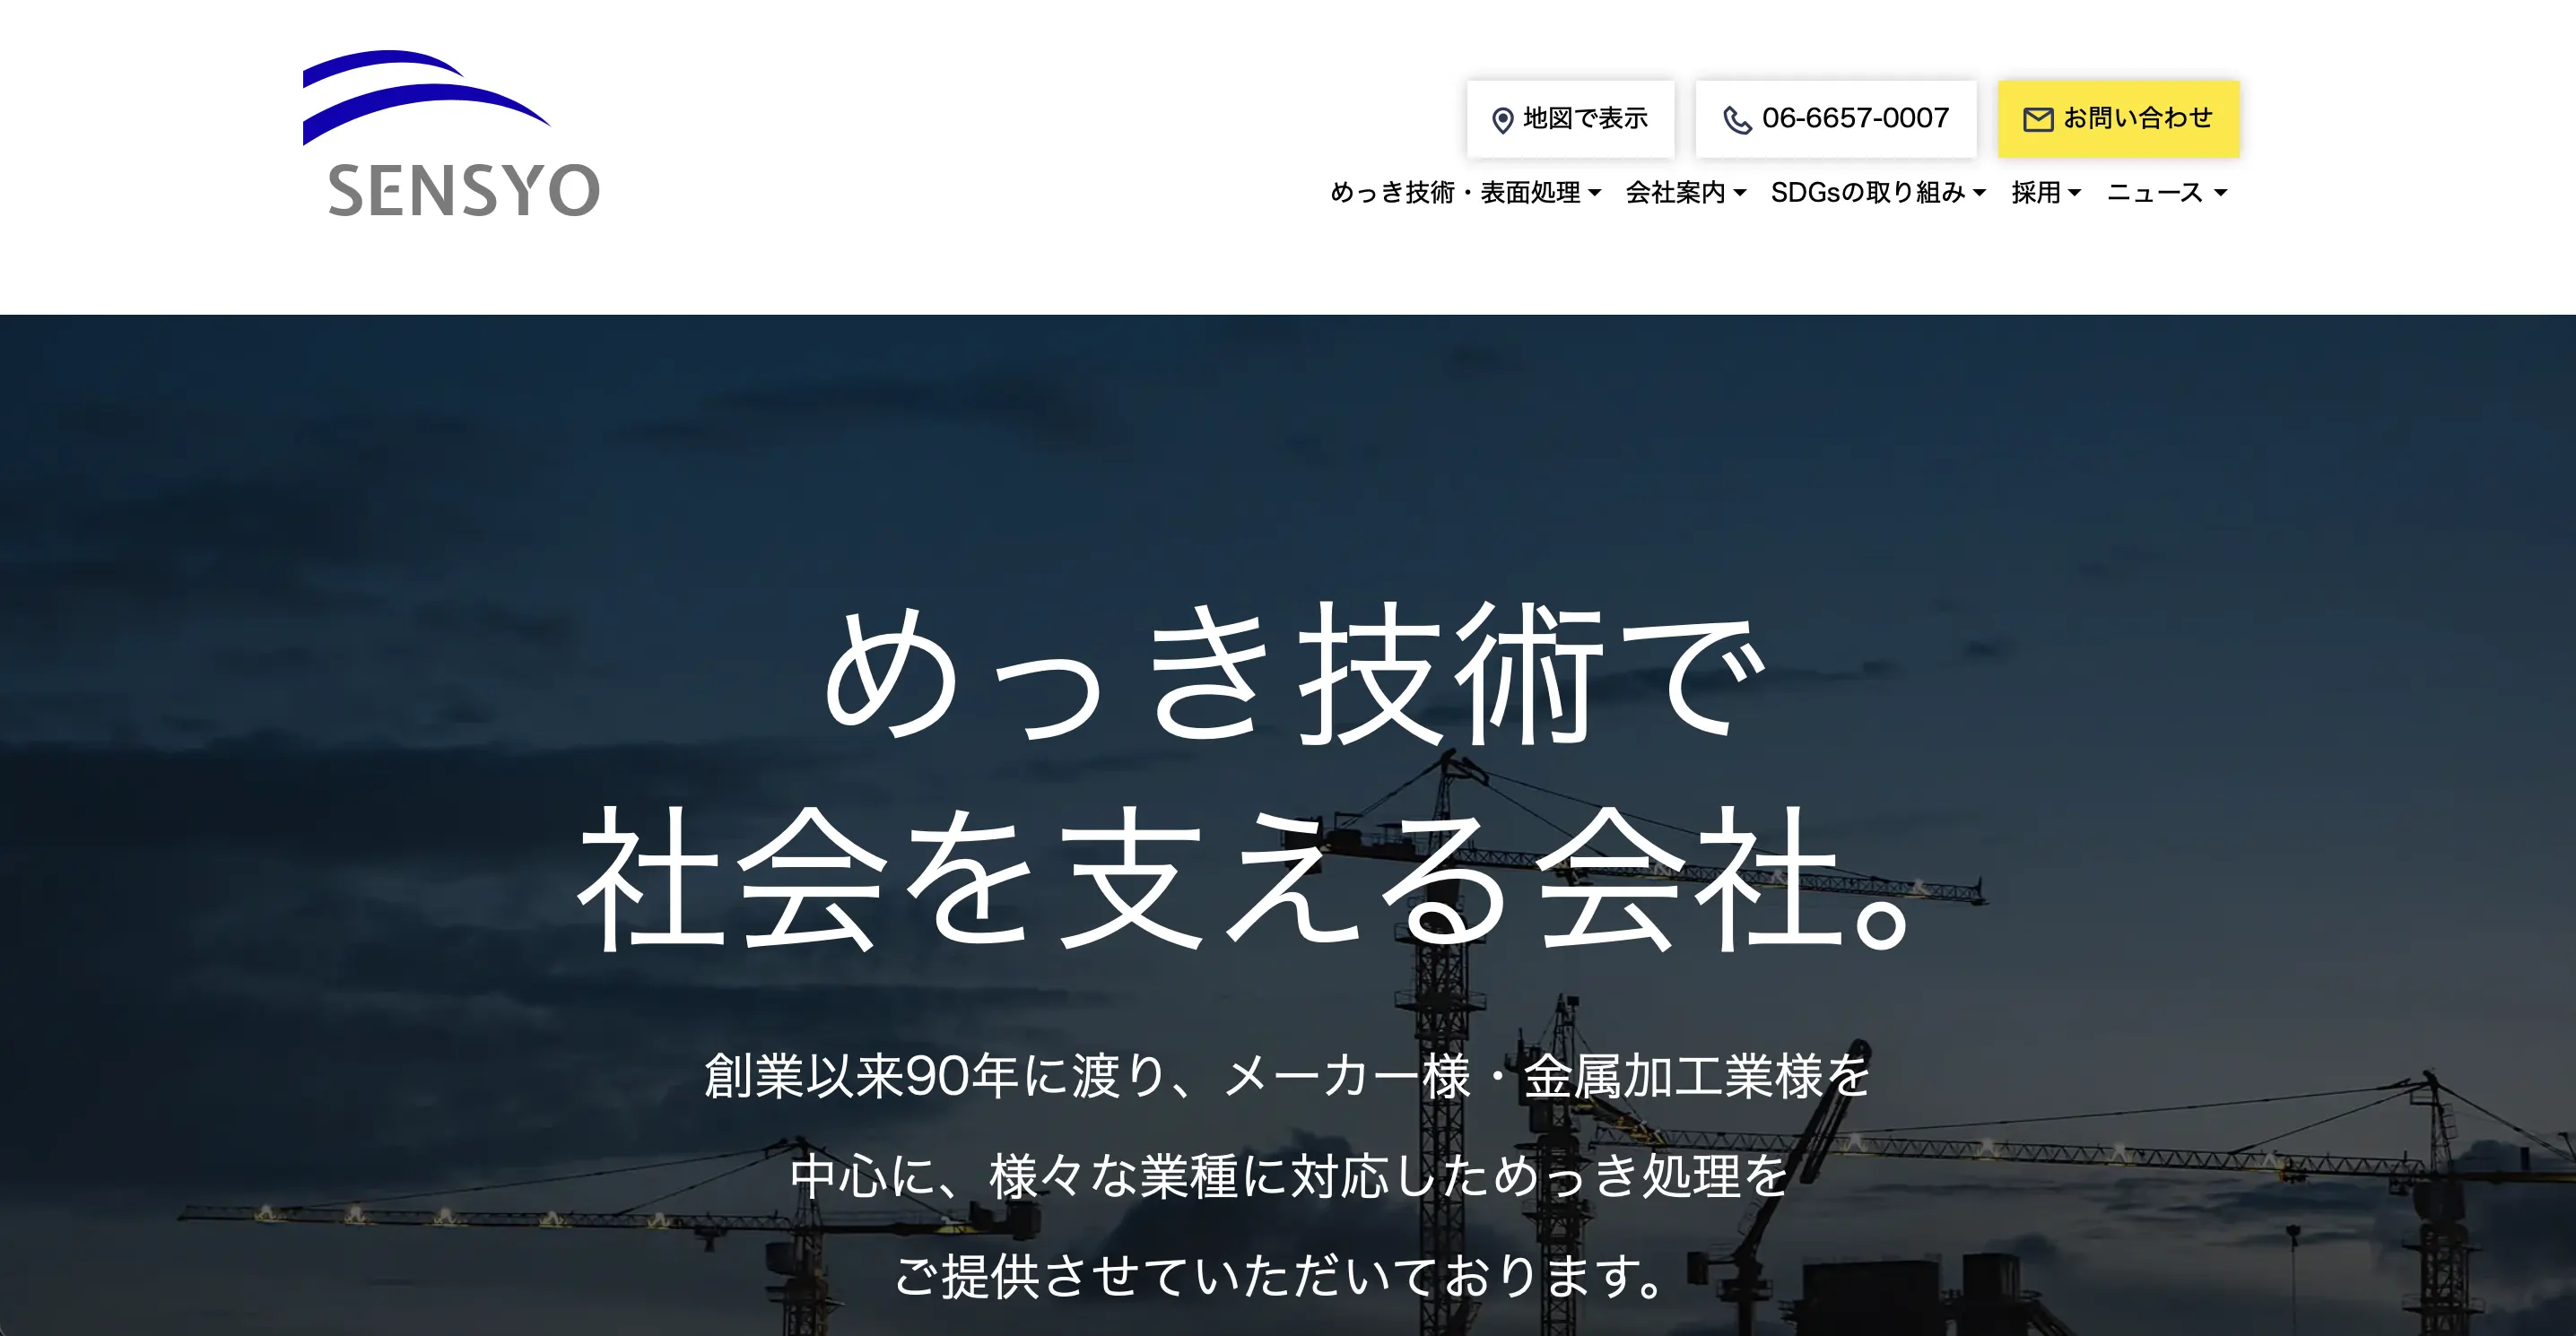 SENSYO
地図で表示
06-6657-0007
お問い合わせ
めっき技術・表面処理 会社案内 SDGsの取り組み 採用 ニュース
めっき技術で
社会を支える会社。
創業以来90年に渡り、メーカー様・金属加工業様を
中心に、様々な業種に対応しためっき処理を
ご提供させていただいております。